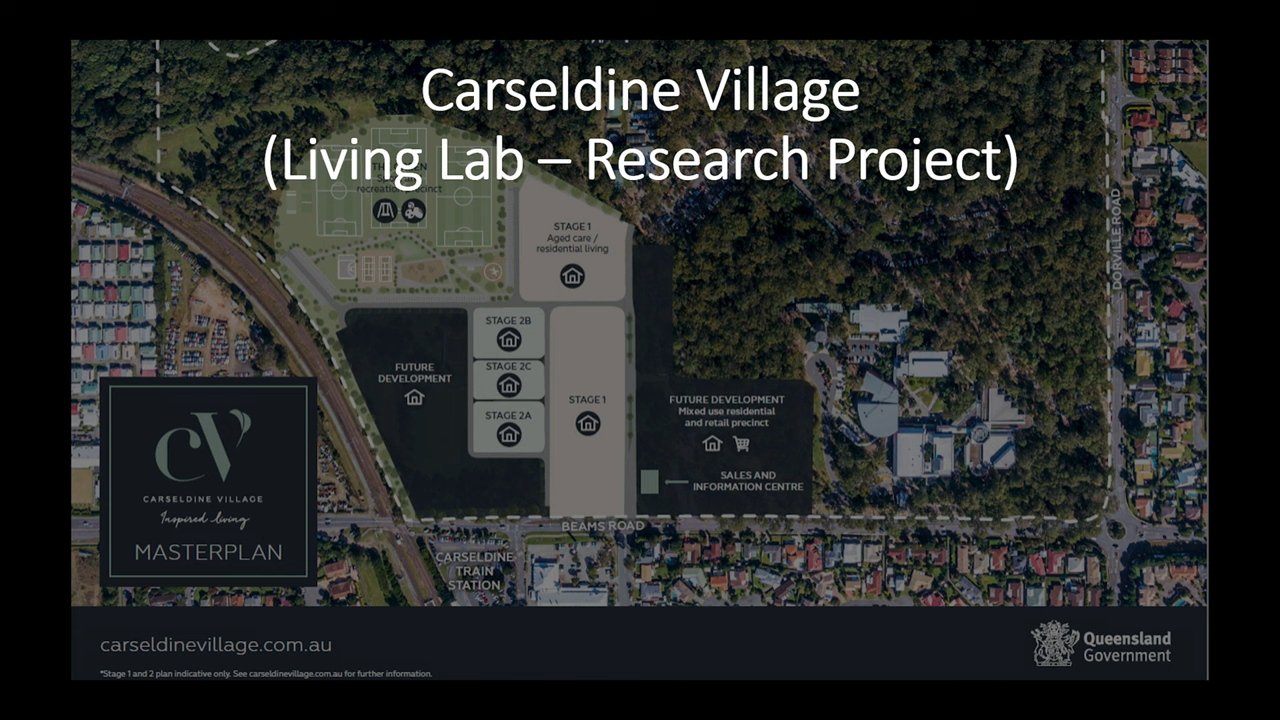 Carseldine Village
(Living Lab – Research Project)
recreation precinct
STAGE 1
Aged care /
residential living
DORVILLE ROAD
STAGE 2B
STAGE 2C
STAGE 2A
FUTURE
DEVELOPMENT
STAGE 1
FUTURE DEVELOPMENT
Mixed use residential
and retail precinct
SALES AND
INFORMATION CENTRE
BEAMS ROAD
CARSELDINE
TRAIN
STATION
cV
CARSELDINE VILLAGE
Inspired living
MASTERPLAN
carseldinevillage.com.au
*Stage 1 and 2 plan indicative only. See carseldinevillage.com.au for further information.
Queensland
Government